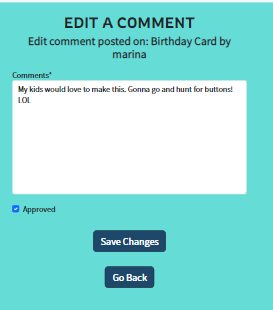 EDIT A COMMENT
Edit comment posted on: Birthday Card by
marina
Comments*
My kids would love to make this. Gonna go and hunt for buttons!
LOL
Approved
Save Changes
Go Back